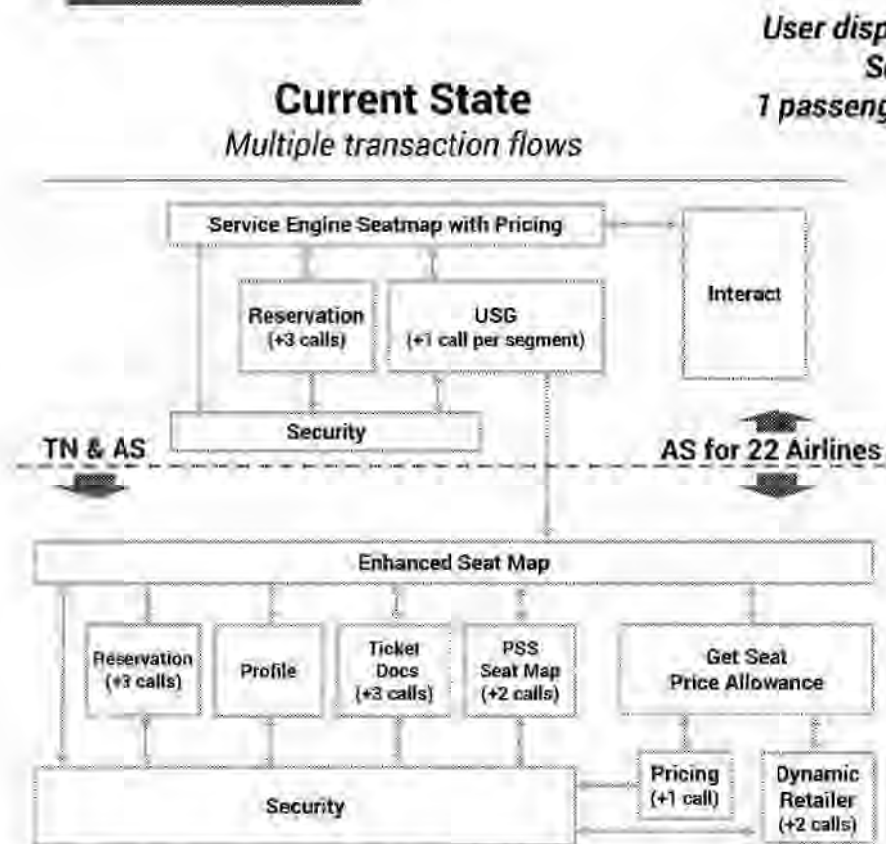 User disp
S
1 passeng
Current State
Multiple transaction flows
Service Engine Seatmap with Pricing
Interact
Reservation
(+3 calls)
USG
(+1 call per segment)
Security
TN & AS
AS for 22 Airlines
Enhanced Seat Map
Reservation
(+3 calls)
Profile
Ticket
Docs
(+3 calls)
PSS
Seat Map
(+2 calls)
Get Seat
Price Allowance
Security
Pricing
(+1 call)
Dynamic
Retailer
(+2 calls)